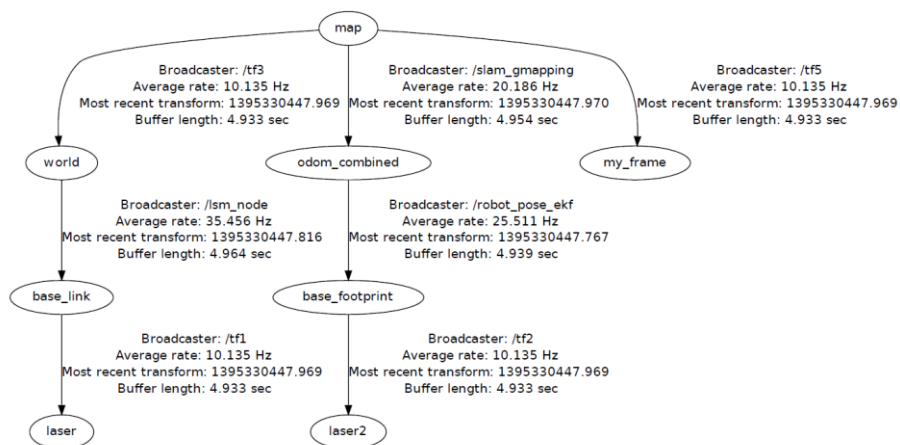 map
Broadcaster: /tf3
Average rate: 10.135 Hz
Most recent transform: 1395330447.969
Buffer length: 4.933 sec
Broadcaster: /slam_gmapping
Average rate: 20.186 Hz
Most recent transform: 1395330447.970
Buffer length: 4.954 sec
Broadcaster: /tf5
Average rate: 10.135 Hz
Most recent transform: 1395330447.969
Buffer length: 4.933 sec
world
odom_combined
my_frame
Broadcaster: /lsm_node
Average rate: 35.456 Hz
Most recent transform: 1395330447.816
Buffer length: 4.964 sec
Broadcaster: /robot_pose_ekf
Average rate: 25.511 Hz
Most recent transform: 1395330447.767
Buffer length: 4.939 sec
base_link
base_footprint
Broadcaster: /tf1
Average rate: 10.135 Hz
Most recent transform: 1395330447.969
Buffer length: 4.933 sec
Broadcaster: /tf2
Average rate: 10.135 Hz
Most recent transform: 1395330447.969
Buffer length: 4.933 sec
laser
laser2